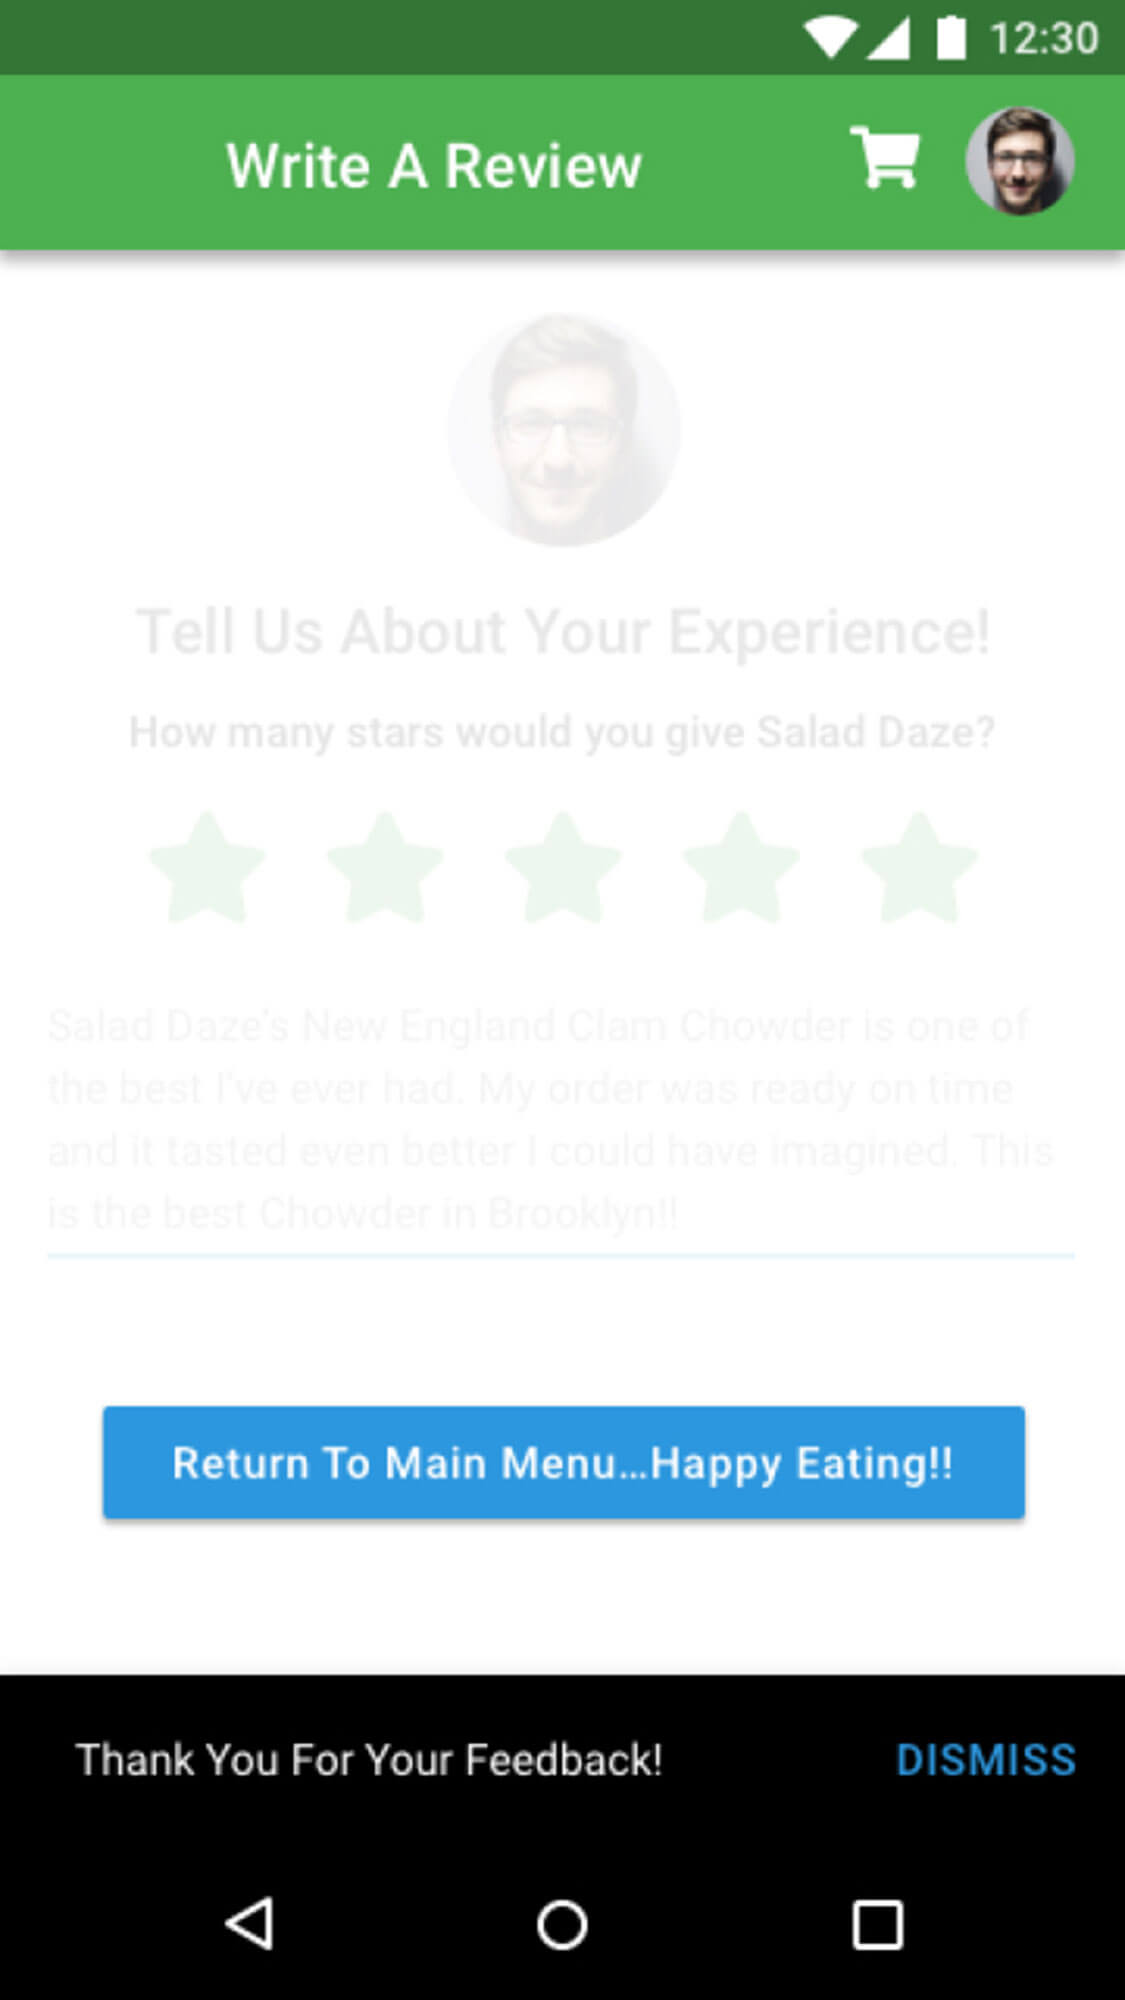 12:30
Write A Review
Tell Us About Your Experience!
How many stars would you give Salad Daze?
Salad Daze's New England Clam Chowder is one of
the best I've ever had. My order was ready on time
and it tasted even better I could have imagined. This
is the best Chowder in Brooklyn!!
Return To Main Menu...Happy Eating!!
Thank You For Your Feedback!
DISMISS